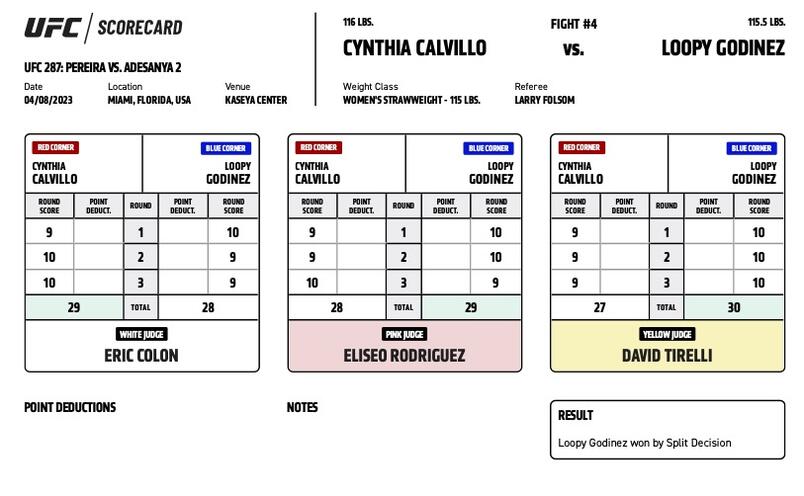 UFC / SCORECARD
UFC 287: PEREIRA VS. ADESANYA 2
Date Location Venue
04/08/2023 MIAMI, FLORIDA, USA KASEYA CENTER
116 LBS. FIGHT #4 115.5 LBS.
CYNTHIA CALVILLO VS. LOOPY GODINEZ
Weight Class Referee
WOMEN'S STRAWWEIGHT - 115 LBS. LARRY FOLSOM
RED CORNER BLUE CORNER
CYNTHIA LOOPY
CALVILLO GODINEZ
ROUND SCORE POINT DEDUCT. ROUND POINT DEDUCT. ROUND SCORE
9 1 10
10 2 9
10 3 9
29 TOTAL 28
WHITE JUDGE
ERIC COLON
RED CORNER BLUE CORNER
CYNTHIA LOOPY
CALVILLO GODINEZ
ROUND SCORE POINT DEDUCT. ROUND POINT DEDUCT. ROUND SCORE
9 1 10
9 2 10
10 3 9
28 TOTAL 29
PINK JUDGE
ELISEO RODRIGUEZ
RED CORNER BLUE CORNER
CYNTHIA LOOPY
CALVILLO GODINEZ
ROUND SCORE POINT DEDUCT. ROUND POINT DEDUCT. ROUND SCORE
9 1 10
9 2 10
9 3 10
27 TOTAL 30
YELLOW JUDGE
DAVID TIRELLI
POINT DEDUCTIONS
NOTES
RESULT
Loopy Godinez won by Split Decision